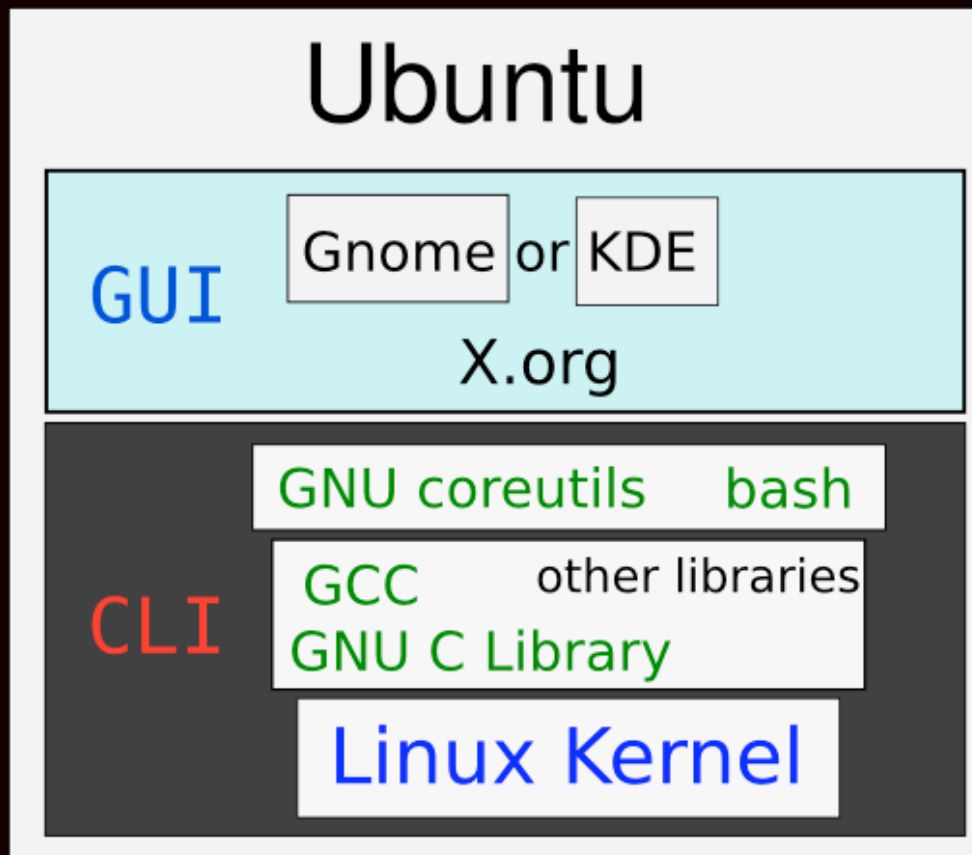 Ubuntu
GUI
Gnome or KDE
X.org
CLI
GNU coreutils bash
GCC other libraries
GNU C Library
Linux Kernel